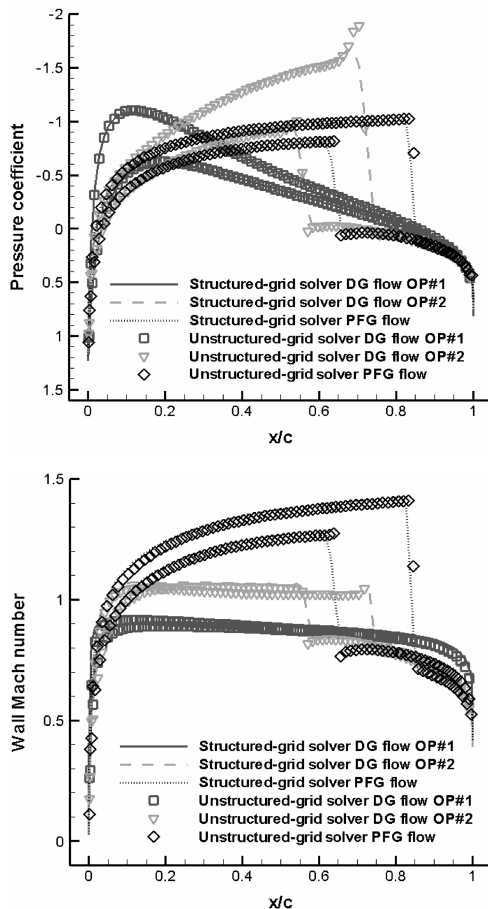 -2
-1.5
-1
-0.5
0
0.5
1
1.5
Pressure coefficient
Structured-grid solver DG flow OP#1
Structured-grid solver DG flow OP#2
Structured-grid solver PFG flow
Unstructured-grid solver DG flow OP#1
Unstructured-grid solver DG flow OP#2
Unstructured-grid solver PFG flow
0 0.2 0.4 0.6 0.8 1
x/c
1.5
1
0.5
0
Wall Mach number
Structured-grid solver DG flow OP#1
Structured-grid solver DG flow OP#2
Structured-grid solver PFG flow
Unstructured-grid solver DG flow OP#1
Unstructured-grid solver DG flow OP#2
Unstructured-grid solver PFG flow
0 0.2 0.4 0.6 0.8 1
x/c